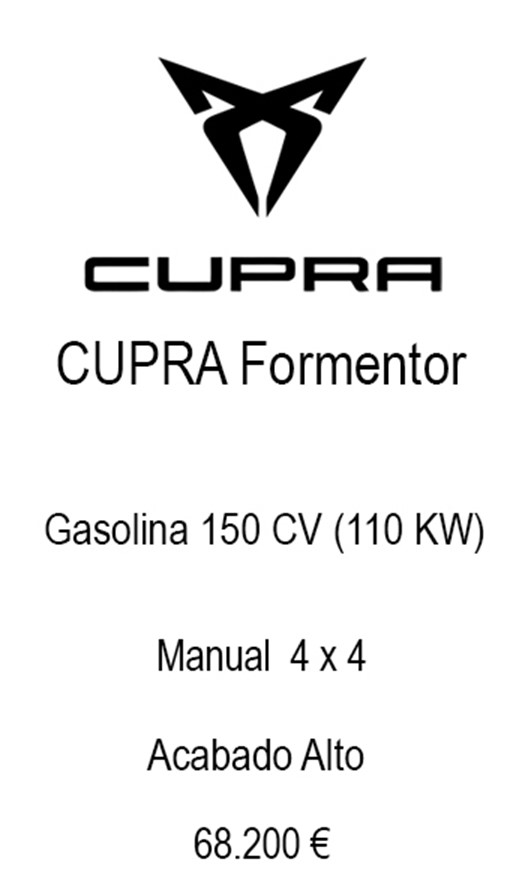 CUPRA
CUPRA Formentor
Gasolina 150 CV (110 KW)
Manual 4 x 4
Acabado Alto
68.200 €